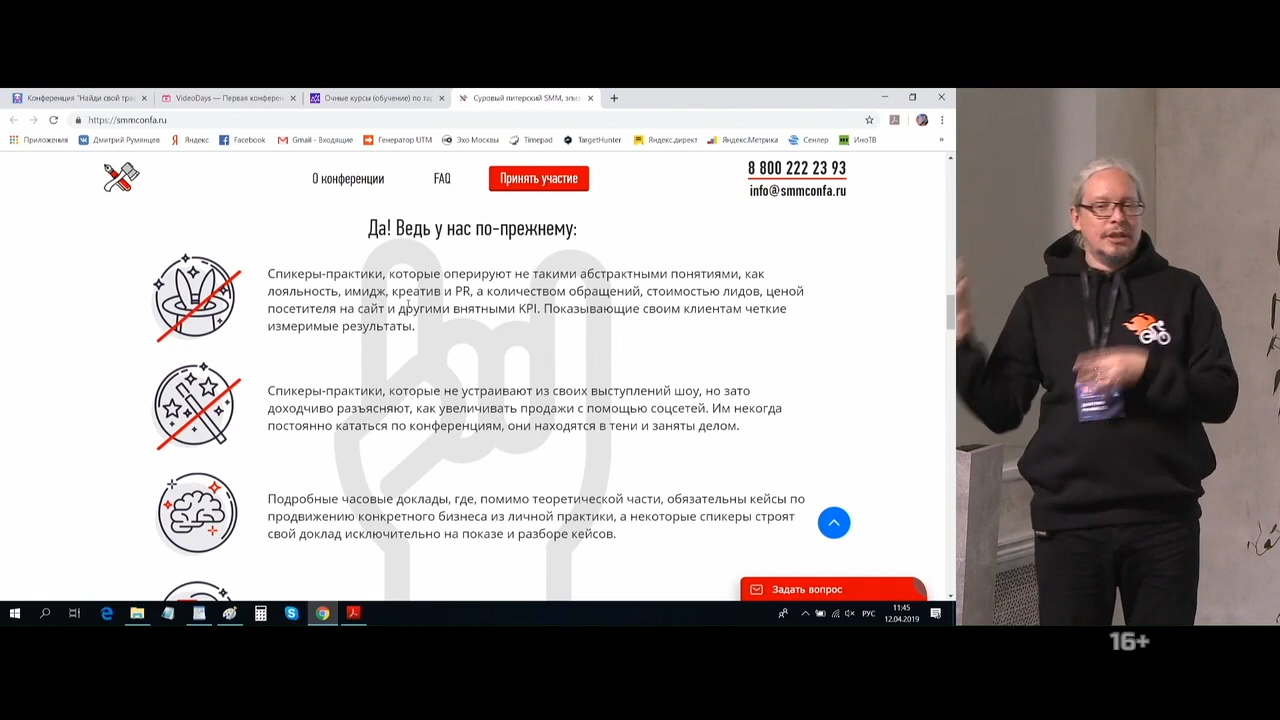 Конференция "Найди свой тра
VideoDays — Первая конферен
Очные курсы (обучение) по та
Суровый питерский SMM, эпи
https://smmconfa.ru
Приложения
Дмитрий Румянцев
Яндекс
Facebook
Gmail - Входящие
Генератор UTM
Эхо Москвы
Timepad
TargetHunter
Яндекс.директ
Яндекс.Метрика
Сенлер
ИноТВ
О конференции
FAQ
Принять участие
8 800 222 23 93
info@smmconfa.ru
Да! Ведь у нас по-прежнему:
Спикеры-практики, которые оперируют не такими абстрактными понятиями, как
лояльность, имидж, креатив и PR, а количеством обращений, стоимостью лидов, ценой
посетителя на сайт и другими внятными KPI. Показывающие своим клиентам четкие
измеримые результаты.
Спикеры-практики, которые не устраивают из своих выступлений шоу, но зато
доходчиво разъясняют, как увеличивать продажи с помощью соцсетей. Им некогда
постоянно кататься по конференциям, они находятся в тени и заняты делом.
Подробные часовые доклады, где, помимо теоретической части, обязательны кейсы по
продвижению конкретного бизнеса из личной практики, а некоторые спикеры строят
свой доклад исключительно на показе и разборе кейсов.
Задать вопрос
РУС
11:45
12.04.2019
16+